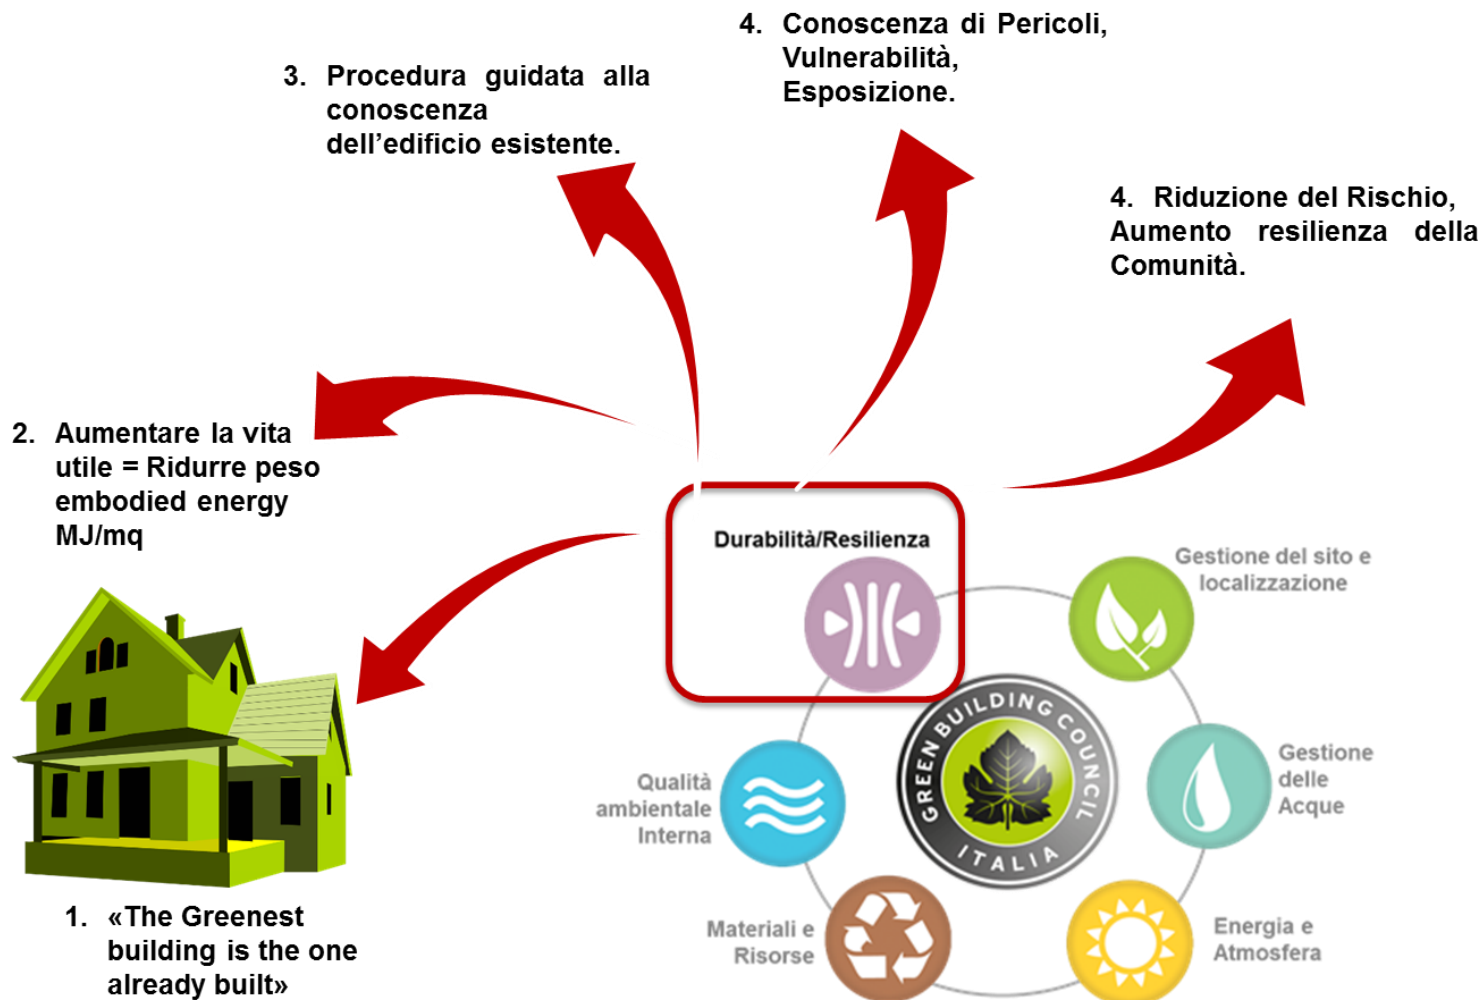 4. Conoscenza di Pericoli,
Vulnerabilità,
Esposizione.
3. Procedura guidata alla
conoscenza
dell’edificio esistente.
4. Riduzione del Rischio,
Aumento resilienza della
Comunità.
2. Aumentare la vita
utile = Ridurre peso
embodied energy
MJ/mq
1. «The Greenest
building is the one
already built»
Durabilità/Resilienza
Gestione del sito e
localizzazione
Gestione
delle
Acque
Energia e
Atmosfera
Materiali e
Risorse
Qualità
ambientale
Interna
GREEN BUILDING COUNCIL
ITALIA